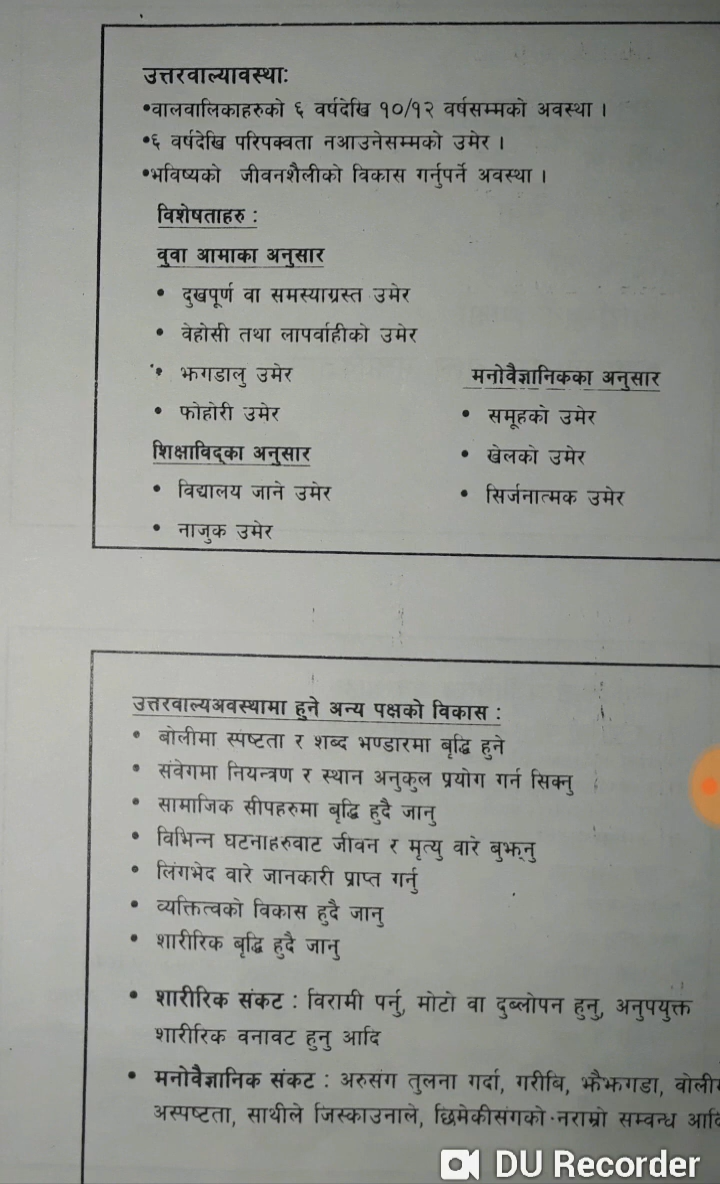 उत्तरवाल्यावस्थाः
•वालवालिकाहरुको ६ वर्षदेखि १०/१२ वर्षसम्मको अवस्था ।
•६ वर्षदेखि परिपक्वता नआउनेसम्मको उमेर ।
•भविष्यको जीवनशैलीको विकास गर्नुपर्ने अवस्था ।
विशेषताहरु :
वुवा आमाका अनुसार
• दुखपूर्ण वा समस्याग्रस्त उमेर
• वेहोसी तथा लापर्वाहीको उमेर
• झगडालु उमेर
• फोहोरी उमेर
शिक्षाविद्का अनुसार
• विद्यालय जाने उमेर
• नाजुक उमेर
मनोवैज्ञानिकका अनुसार
• समूहको उमेर
• खेलको उमेर
• सिर्जनात्मक उमेर
उत्तरवाल्यअवस्थामा हुने अन्य पक्षको विकास :
• बोलीमा स्पष्टता र शब्द भण्डारमा बृद्धि हुने
• संवेगमा नियन्त्रण र स्थान अनुकुल प्रयोग गर्न सिक्नु
• सामाजिक सीपहरुमा बृद्धि हुदै जानु
• विभिन्न घटनाहरुवाट जीवन र मृत्यु वारे बुझ्नु
• लिंगभेद वारे जानकारी प्राप्त गर्नु
• व्यक्तित्वको विकास हुदै जानु
• शारीरिक बृद्धि हुदै जानु
• शारीरिक संकट : विरामी पर्नु, मोटो वा दुब्लोपन हुनु, अनुपयुक्त
शारीरिक वनावट हुनु आदि
• मनोवैज्ञानिक संकट : अरुसंग तुलना गर्दा, गरीवि, झैझगडा,
अस्पष्टता, साथीले जिस्काउनाले, छिमेकीसंगको नराम्रो सम्वन्ध
DU Recorder